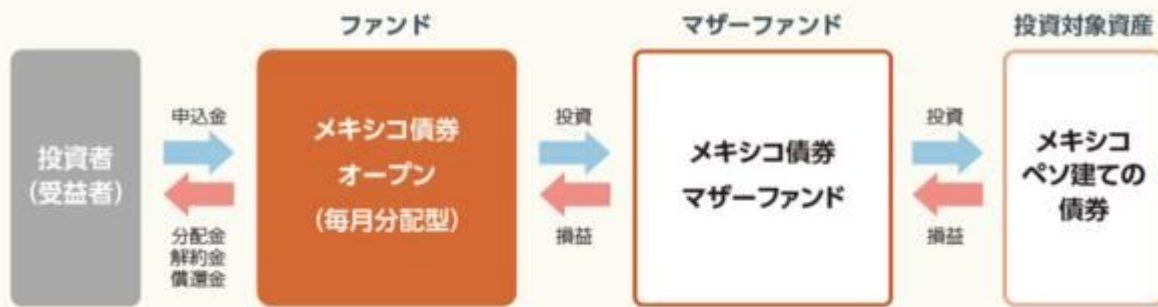 ファンド
マザーファンド
投資対象資産
投資者
(受益者)
申込金
分配金
解約金
償還金
メキシコ債券
オープン
(毎月分配型)
投資
損益
メキシコ債券
マザーファンド
投資
損益
メキシコ
ペソ建ての
債券